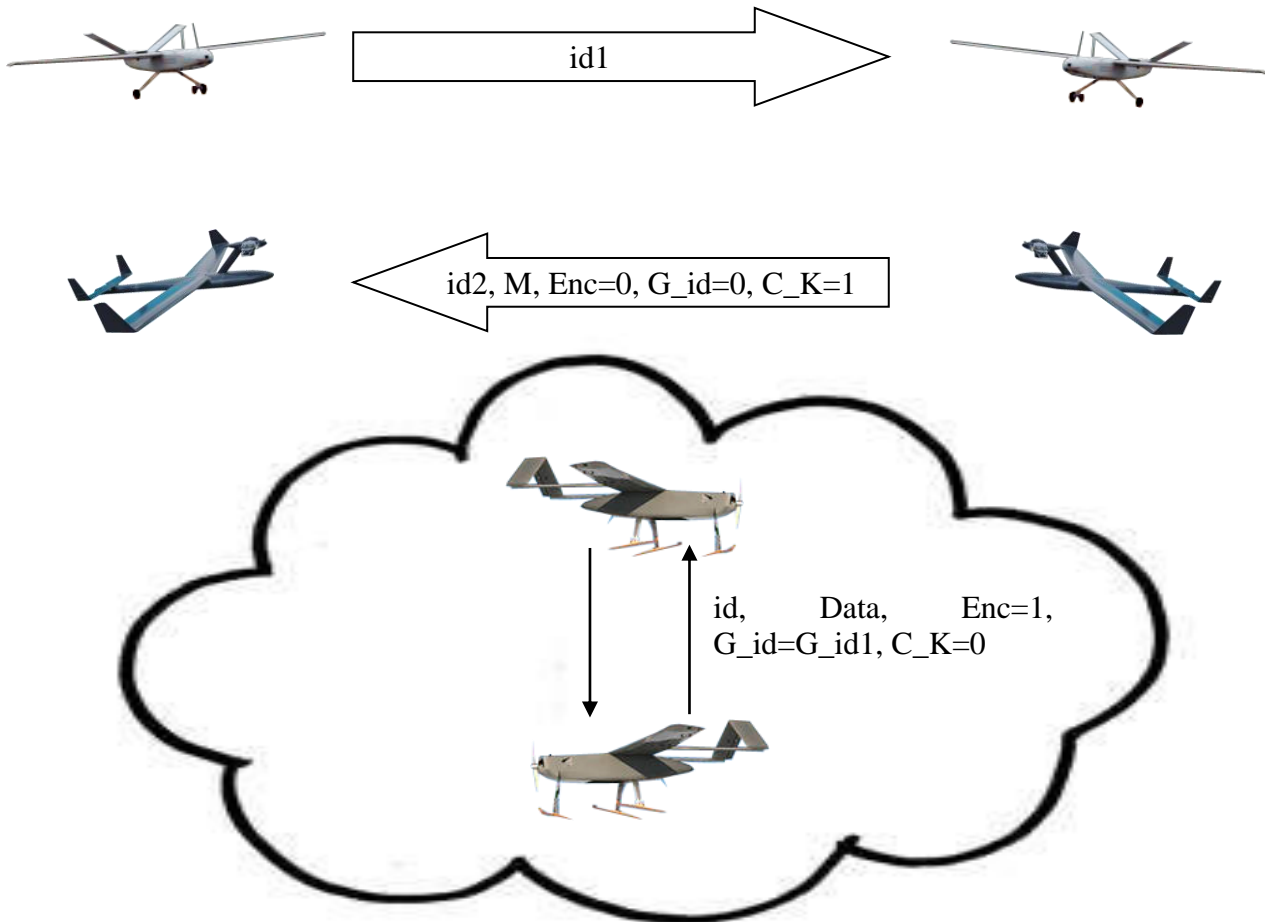 id1
id2, M, Enc=0, G_id=0, C_K=1
id, Data, Enc=1,
G_id=G_id1, C_K=0